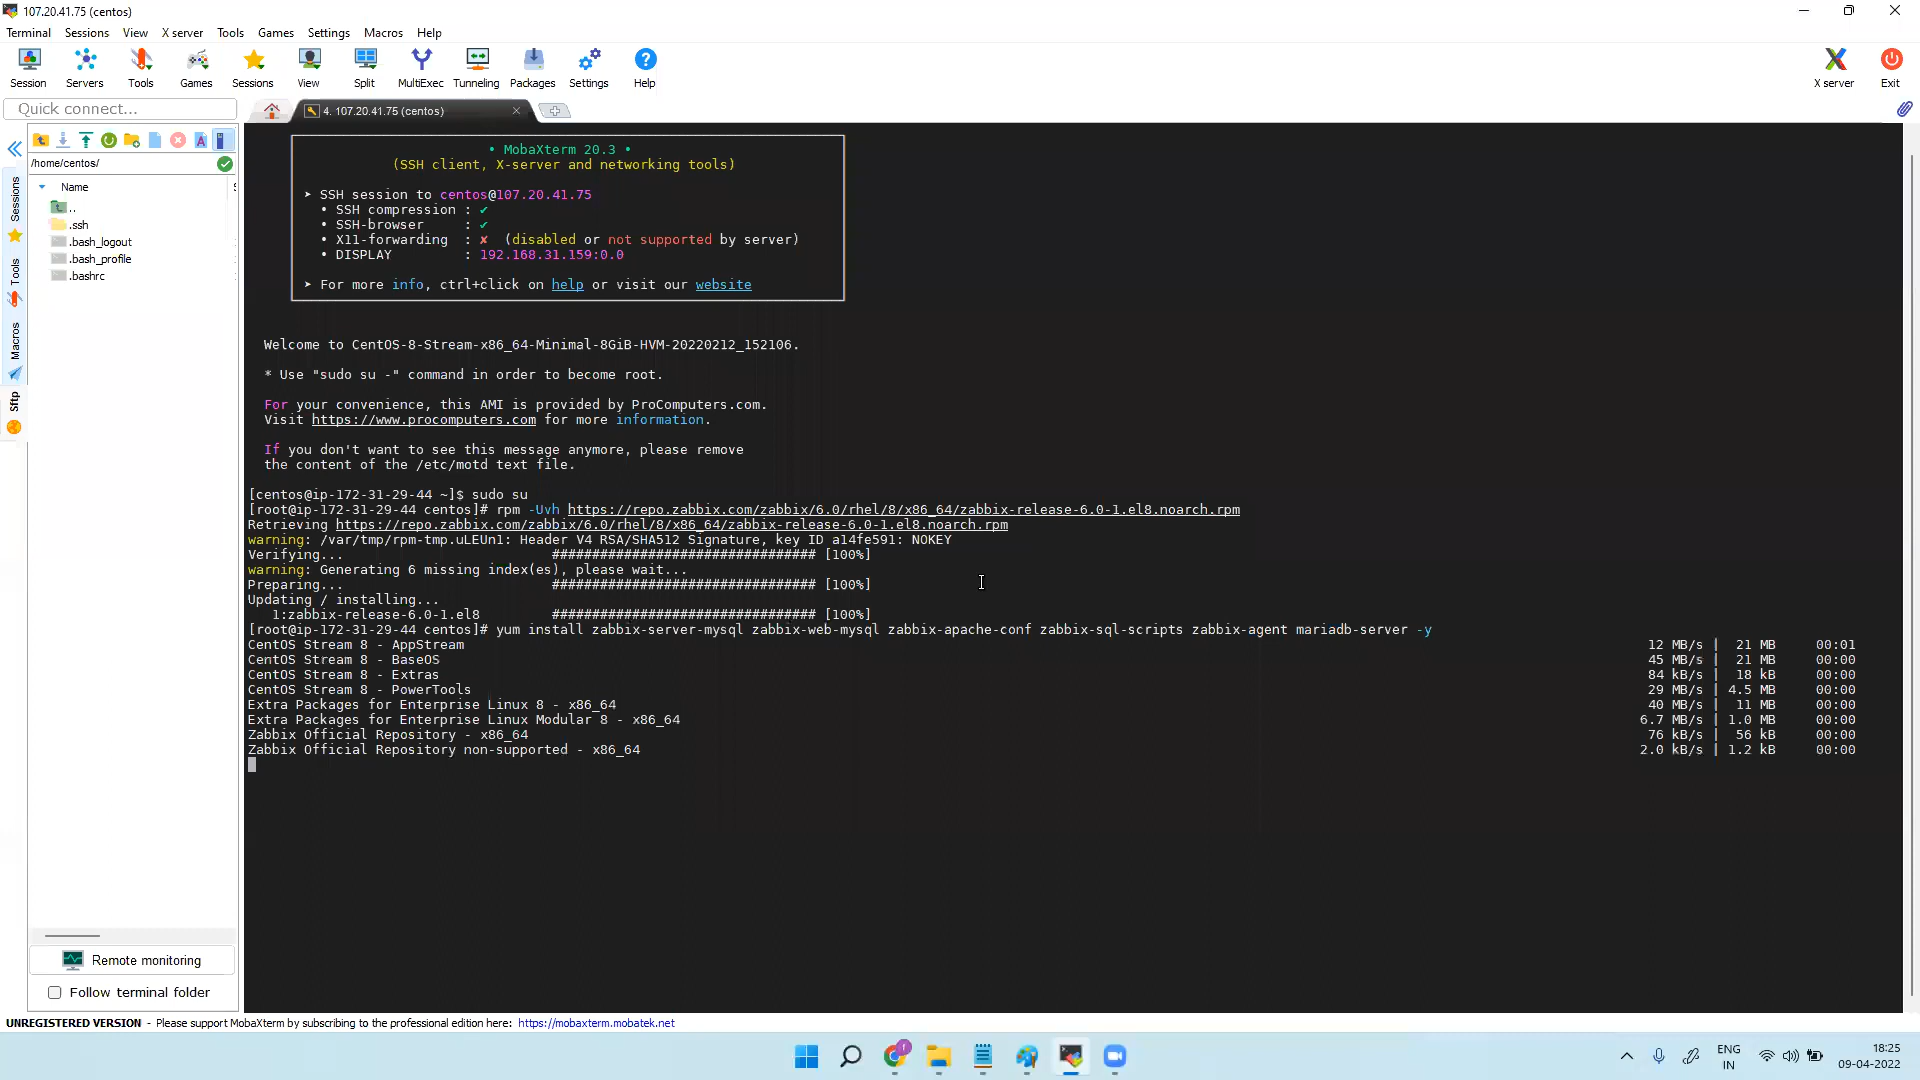 107.20.41.75 (centos)
Terminal Sessions View X server Tools Games Settings Macros Help
Session Servers Tools Games Sessions View Split MultiExec Tunneling Packages Settings Help X server Exit
Quick connect...
4. 107.20.41.75 (centos)
/home/centos/
Name
..
.ssh
.bash_logout
.bash_profile
.bashrc
Sessions
Tools
Macros
Sftp
Remote monitoring
Follow terminal folder
• MobaXterm 20.3 •
(SSH client, X-server and networking tools)
➤ SSH session to centos@107.20.41.75
• SSH compression : ✔
• SSH-browser : ✔
• X11-forwarding : ✘ (disabled or not supported by server)
• DISPLAY : 192.168.31.159:0.0
➤ For more info, ctrl+click on help or visit our website
Welcome to CentOS-8-Stream-x86_64-Minimal-8GiB-HVM-20220212_152106.
* Use "sudo su -" command in order to become root.
For your convenience, this AMI is provided by ProComputers.com.
Visit https://www.procomputers.com for more information.
If you don't want to see this message anymore, please remove
the content of the /etc/motd text file.
[centos@ip-172-31-29-44 ~]$ sudo su
[root@ip-172-31-29-44 centos]# rpm -Uvh https://repo.zabbix.com/zabbix/6.0/rhel/8/x86_64/zabbix-release-6.0-1.el8.noarch.rpm
Retrieving https://repo.zabbix.com/zabbix/6.0/rhel/8/x86_64/zabbix-release-6.0-1.el8.noarch.rpm
warning: /var/tmp/rpm-tmp.uLEUn1: Header V4 RSA/SHA512 Signature, key ID a14fe591: NOKEY
Verifying... ################################# [100%]
warning: Generating 6 missing index(es), please wait...
Preparing... ################################# [100%]
Updating / installing...
1:zabbix-release-6.0-1.el8 ################################# [100%]
[root@ip-172-31-29-44 centos]# yum install zabbix-server-mysql zabbix-web-mysql zabbix-apache-conf zabbix-sql-scripts zabbix-agent mariadb-server -y
CentOS Stream 8 - AppStream 12 MB/s | 21 MB 00:01
CentOS Stream 8 - BaseOS 45 MB/s | 21 MB 00:00
CentOS Stream 8 - Extras 84 kB/s | 18 kB 00:00
CentOS Stream 8 - PowerTools 29 MB/s | 4.5 MB 00:00
Extra Packages for Enterprise Linux 8 - x86_64 40 MB/s | 11 MB 00:00
Extra Packages for Enterprise Linux Modular 8 - x86_64 6.7 MB/s | 1.0 MB 00:00
Zabbix Official Repository - x86_64 76 kB/s | 56 kB 00:00
Zabbix Official Repository non-supported - x86_64 2.0 kB/s | 1.2 kB 00:00
UNREGISTERED VERSION - Please support MobaXterm by subscribing to the professional edition here: https://mobaxterm.mobatek.net
ENG
IN
18:25
09-04-2022